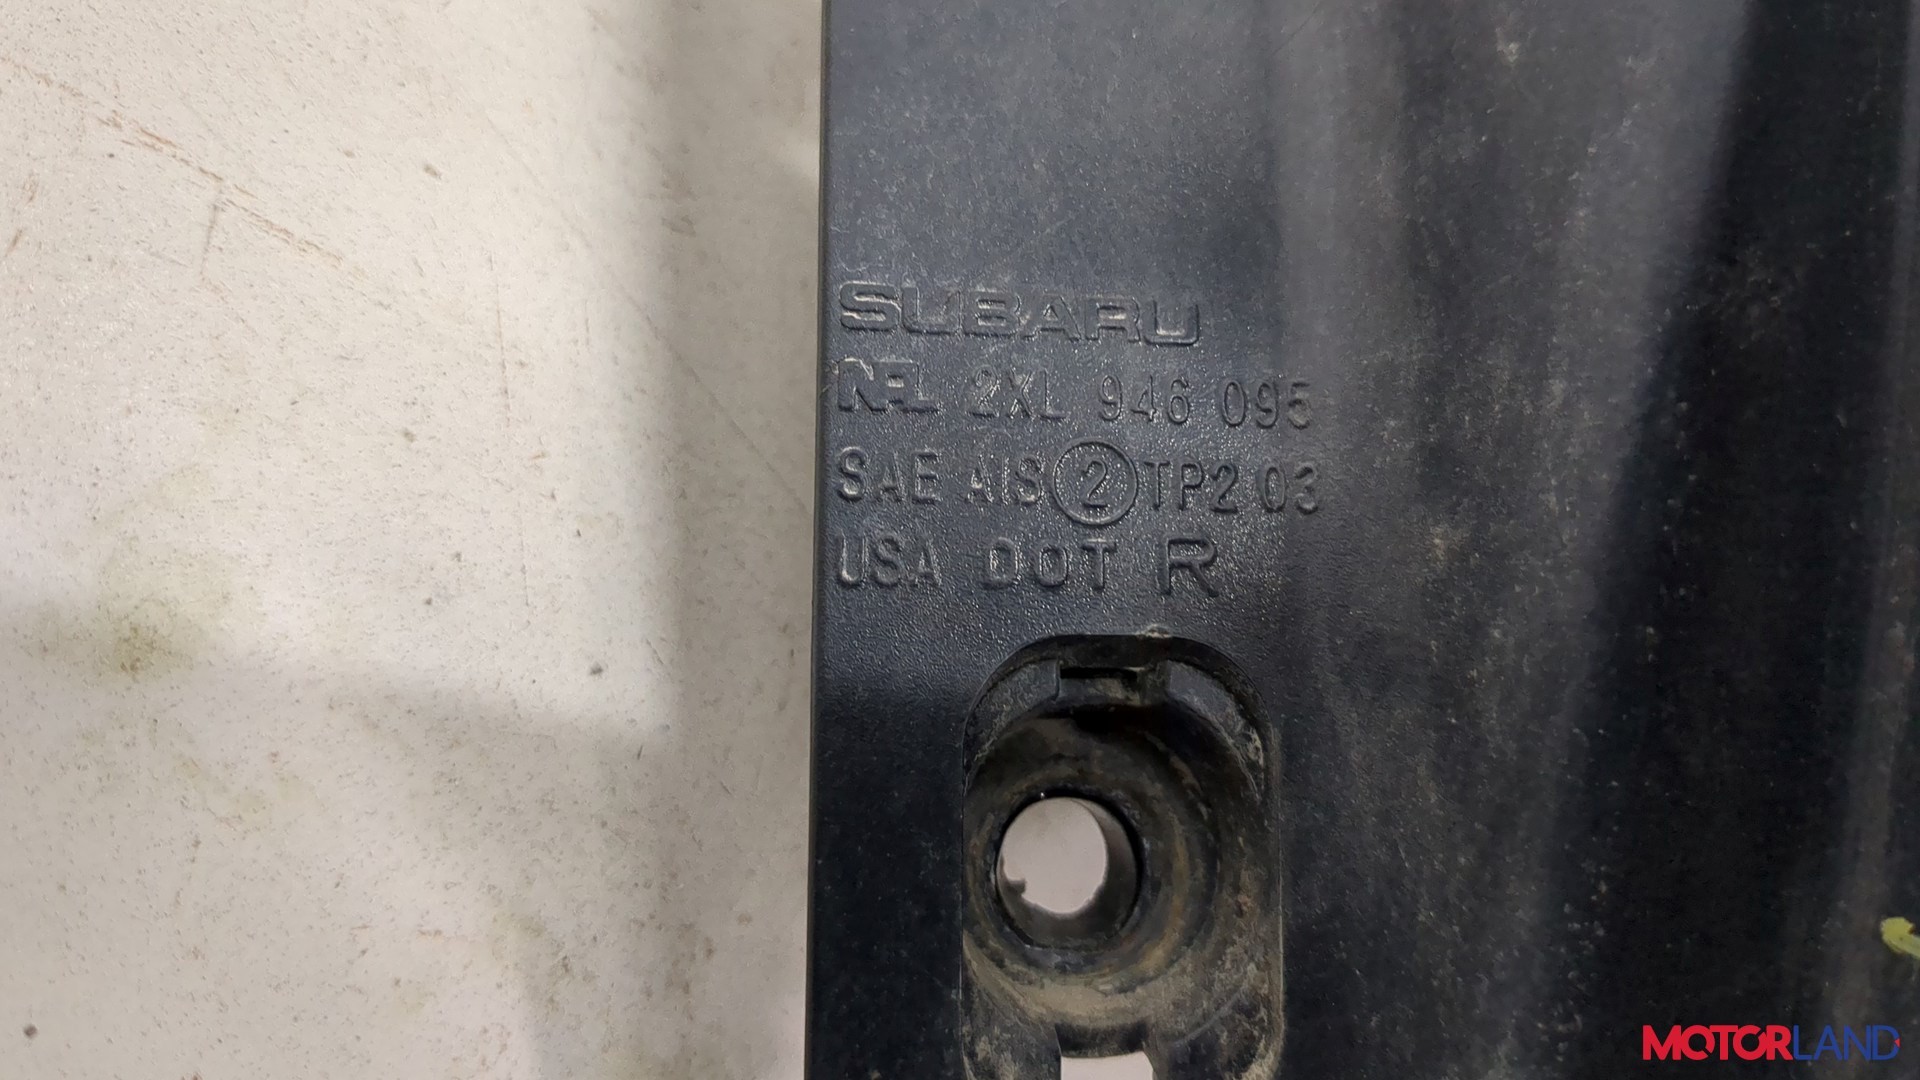 SUBARU
NAL 2XL 946 095
SAE AIS ② TP2 03
USA DOT R
MOTORLAND